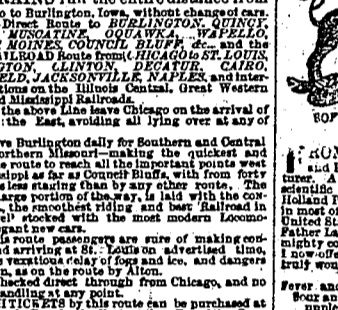 o to Burlington, Iowa, without change of cars.
Direct Route to BURLINGTON, QUINCY,
MUSCATINE, OQUAWKA, WAPELLO,
MOINES, COUNCIL BLUFF, &c., and the
ILROAD Route from CHICAGO to ST. LOUIS,
GTON, CLINTON, DECATUR, CAIRO,
ELD, JACKSONVILLE, NAPLES, and inter-
tions on the Illinois Central, Great Western
d Mississippi Railroads.
the above Line leave Chicago on the arrival of
the East, avoiding all lying over at any of
ve Burlington daily for Southern and Central
orthern Missouri—making the quickest and
e route to reach all the important points west
sippi as far as Council Bluffs, with from forty
s less staging than by any other route. The
arge portion of the way, is laid with the con-
, the smoothest riding and best Railroad in
vel" stocked with the most modern Locomo-
gant new cars.
is route passengers are sure of making con-
d arriving at St. Louis on advertised time,
vexatious delay of fogs and ice, and dangers
n, as on the route by Alton.
hecked direct through from Chicago, and no
andling at any point.
TICKETS by this route can be purchased at
FROM
and
turer. A
scientific
Holland
in most of
United St
Father La
mighty co
I now offe
truly won
Fever and